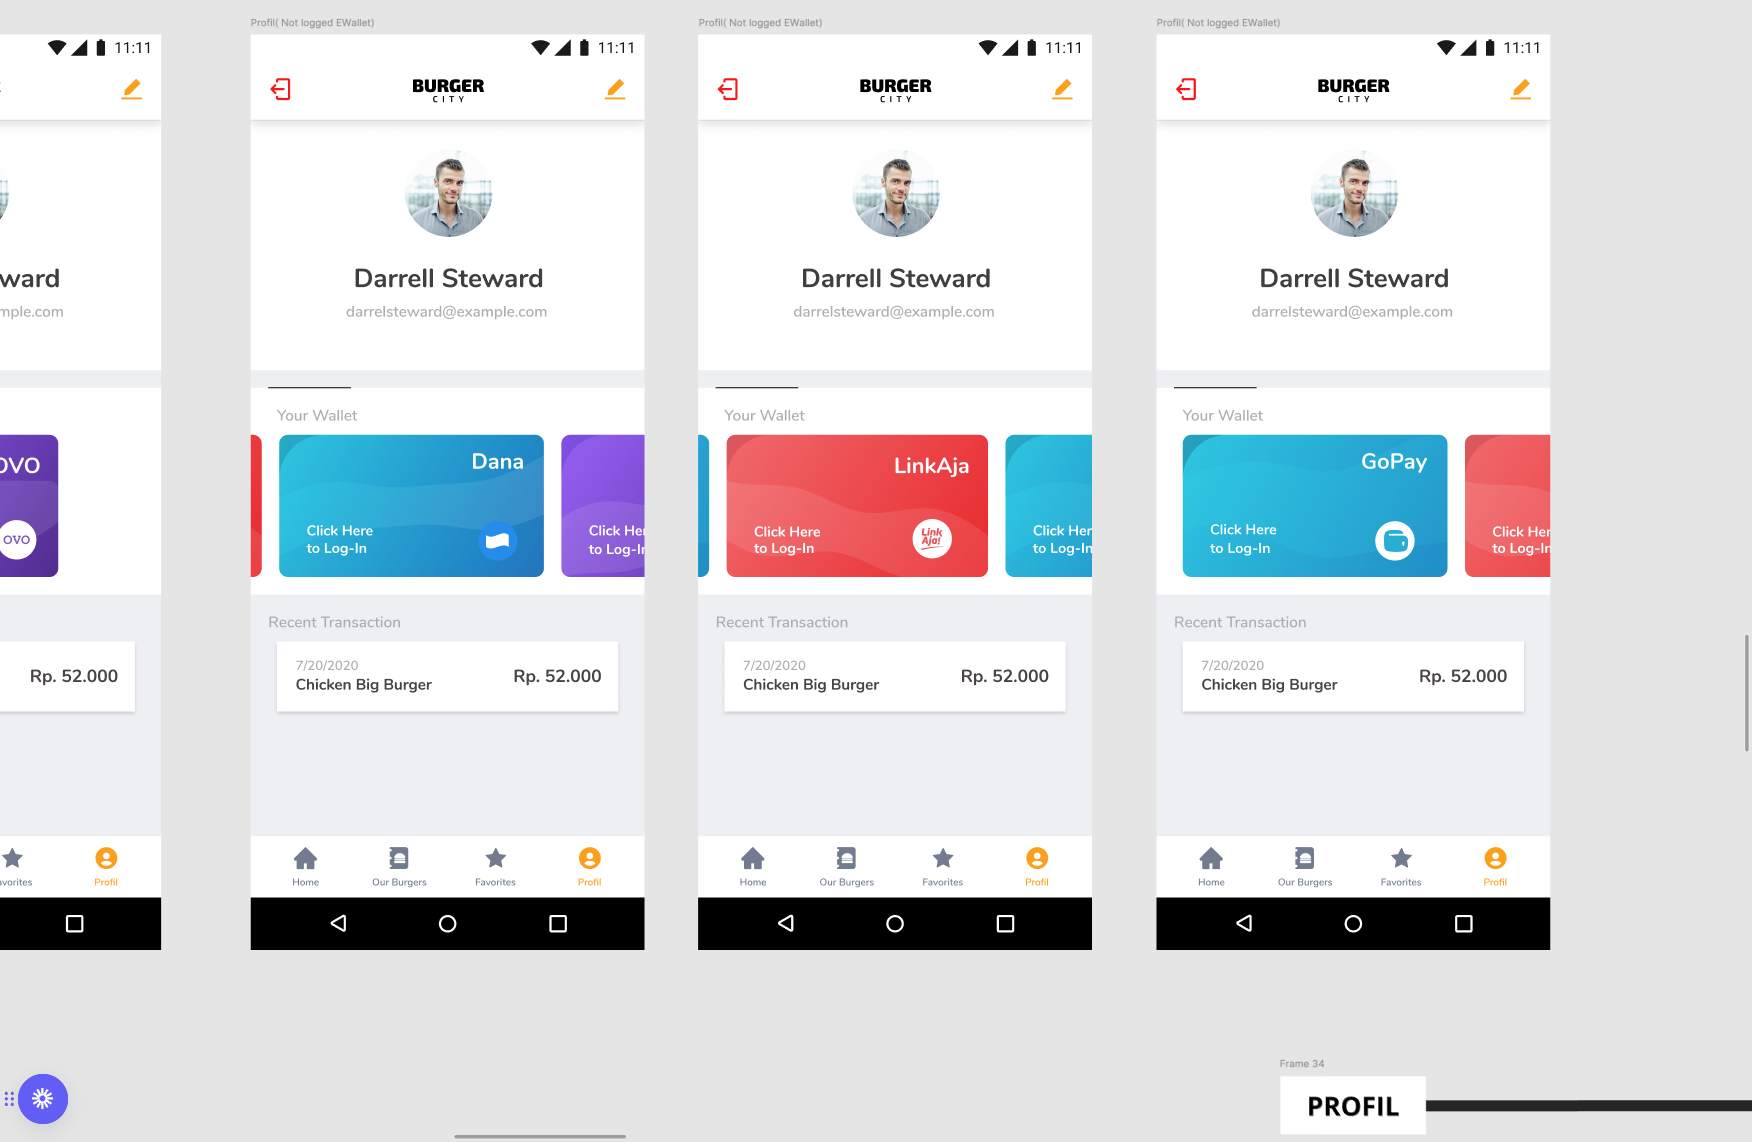 11:11
ward
mple.com
OVO
OVO
Rp. 52.000
avorites
Profil
Profil( Not logged EWallet)
11:11
BURGER
CITY
Darrell Steward
darrelsteward@example.com
Your Wallet
Dana
Click Here
to Log-In
Click Her
to Log-In
Recent Transaction
7/20/2020
Chicken Big Burger
Rp. 52.000
Home
Our Burgers
Favorites
Profil
Profil( Not logged EWallet)
11:11
BURGER
CITY
Darrell Steward
darrelsteward@example.com
Your Wallet
LinkAja
Click Here
to Log-In
Link
Aja!
Click Her
to Log-In
Recent Transaction
7/20/2020
Chicken Big Burger
Rp. 52.000
Home
Our Burgers
Favorites
Profil
Profil( Not logged EWallet)
11:11
BURGER
CITY
Darrell Steward
darrelsteward@example.com
Your Wallet
GoPay
Click Here
to Log-In
Click Her
to Log-In
Recent Transaction
7/20/2020
Chicken Big Burger
Rp. 52.000
Home
Our Burgers
Favorites
Profil
Frame 34
PROFIL